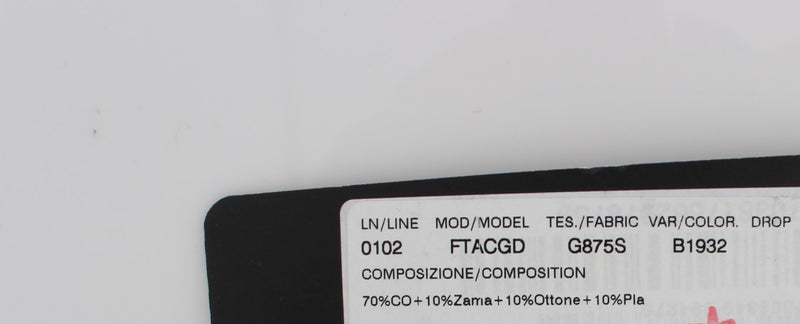 LN/LINE MOD/MODEL TES./FABRIC VAR/COLOR. DROP
0102 FTACGD G875S B1932
COMPOSIZIONE/COMPOSITION
70%CO+10%Zama+10%Ottone+10%Pla